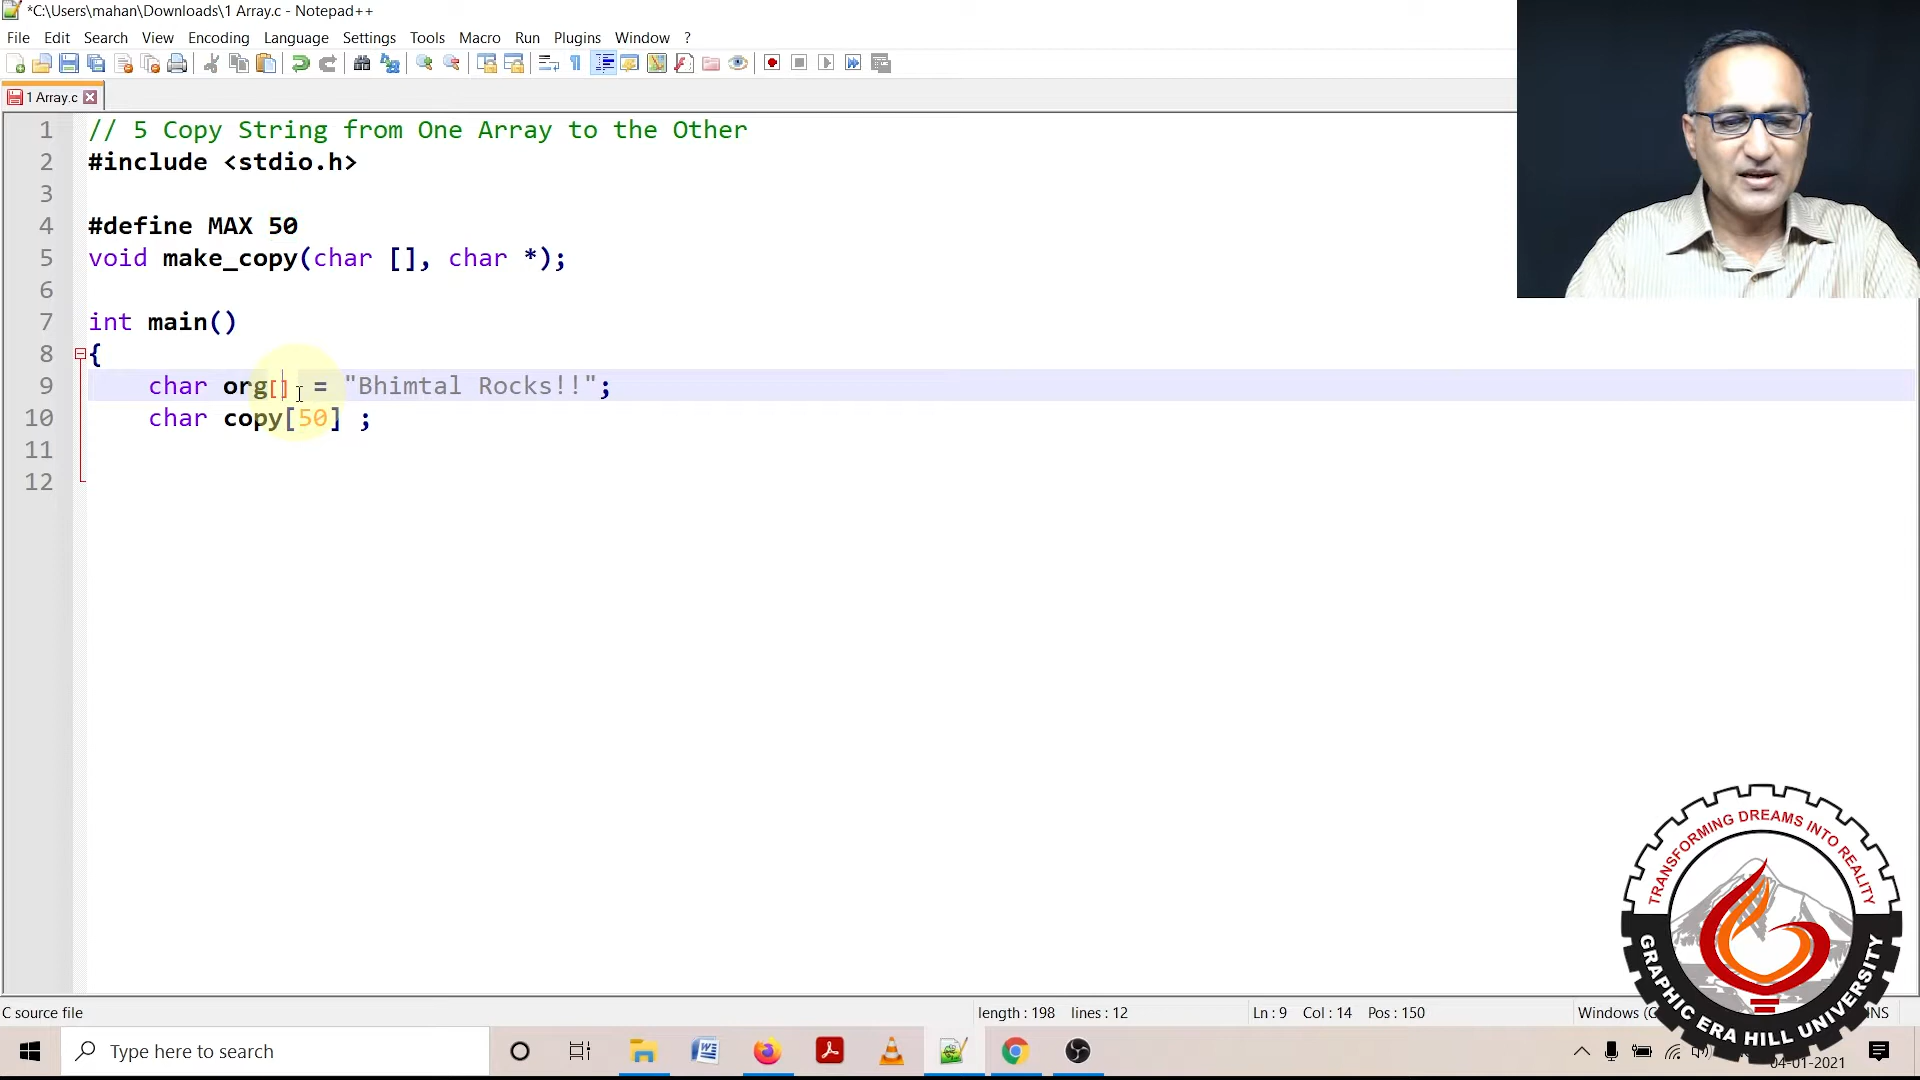 *C:\Users\mahan\Downloads\1 Array.c - Notepad++
File Edit Search View Encoding Language Settings Tools Macro Run Plugins Window ?
1 Array.c
1 // 5 Copy String from One Array to the Other
2 #include <stdio.h>
3
4 #define MAX 50
5 void make_copy(char [], char *);
6
7 int main()
8 {
9 char org[] = "Bhimtal Rocks!!";
10 char copy[50] ;
11
12
TRANSFORMING DREAMS INTO REALITY
GRAPHIC ERA HILL UNIVERSITY
C source file length : 198 lines : 12 Ln : 9 Col : 14 Pos : 150 Windows
Type here to search
04-01-2021